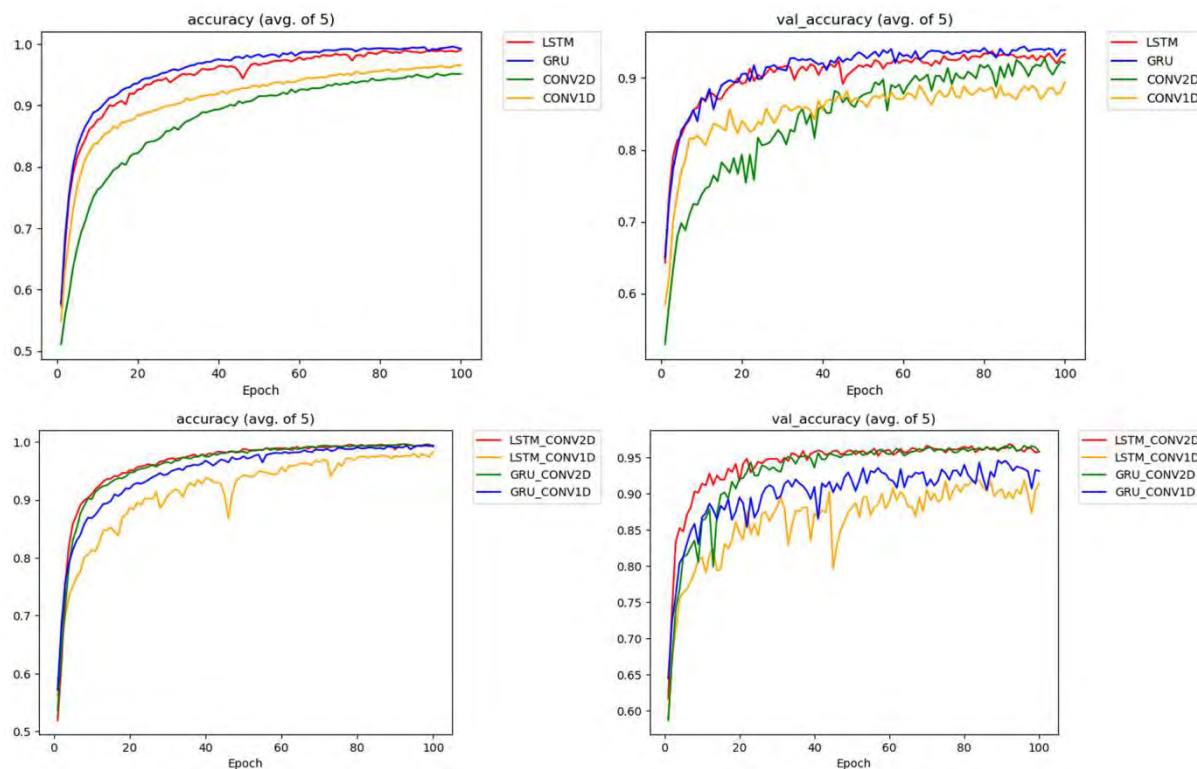 accuracy (avg. of 5)
1.0
0.9
0.8
0.7
0.6
0.5
0
20
40
60
80
100
Epoch
LSTM
GRU
CONV2D
CONV1D
val_accuracy (avg. of 5)
0.9
0.8
0.7
0.6
0
20
40
60
80
100
Epoch
LSTM
GRU
CONV2D
CONV1D
accuracy (avg. of 5)
1.0
0.9
0.8
0.7
0.6
0.5
0
20
40
60
80
100
Epoch
LSTM_CONV2D
LSTM_CONV1D
GRU_CONV2D
GRU_CONV1D
val_accuracy (avg. of 5)
0.95
0.90
0.85
0.80
0.75
0.70
0.65
0.60
0
20
40
60
80
100
Epoch
LSTM_CONV2D
LSTM_CONV1D
GRU_CONV2D
GRU_CONV1D